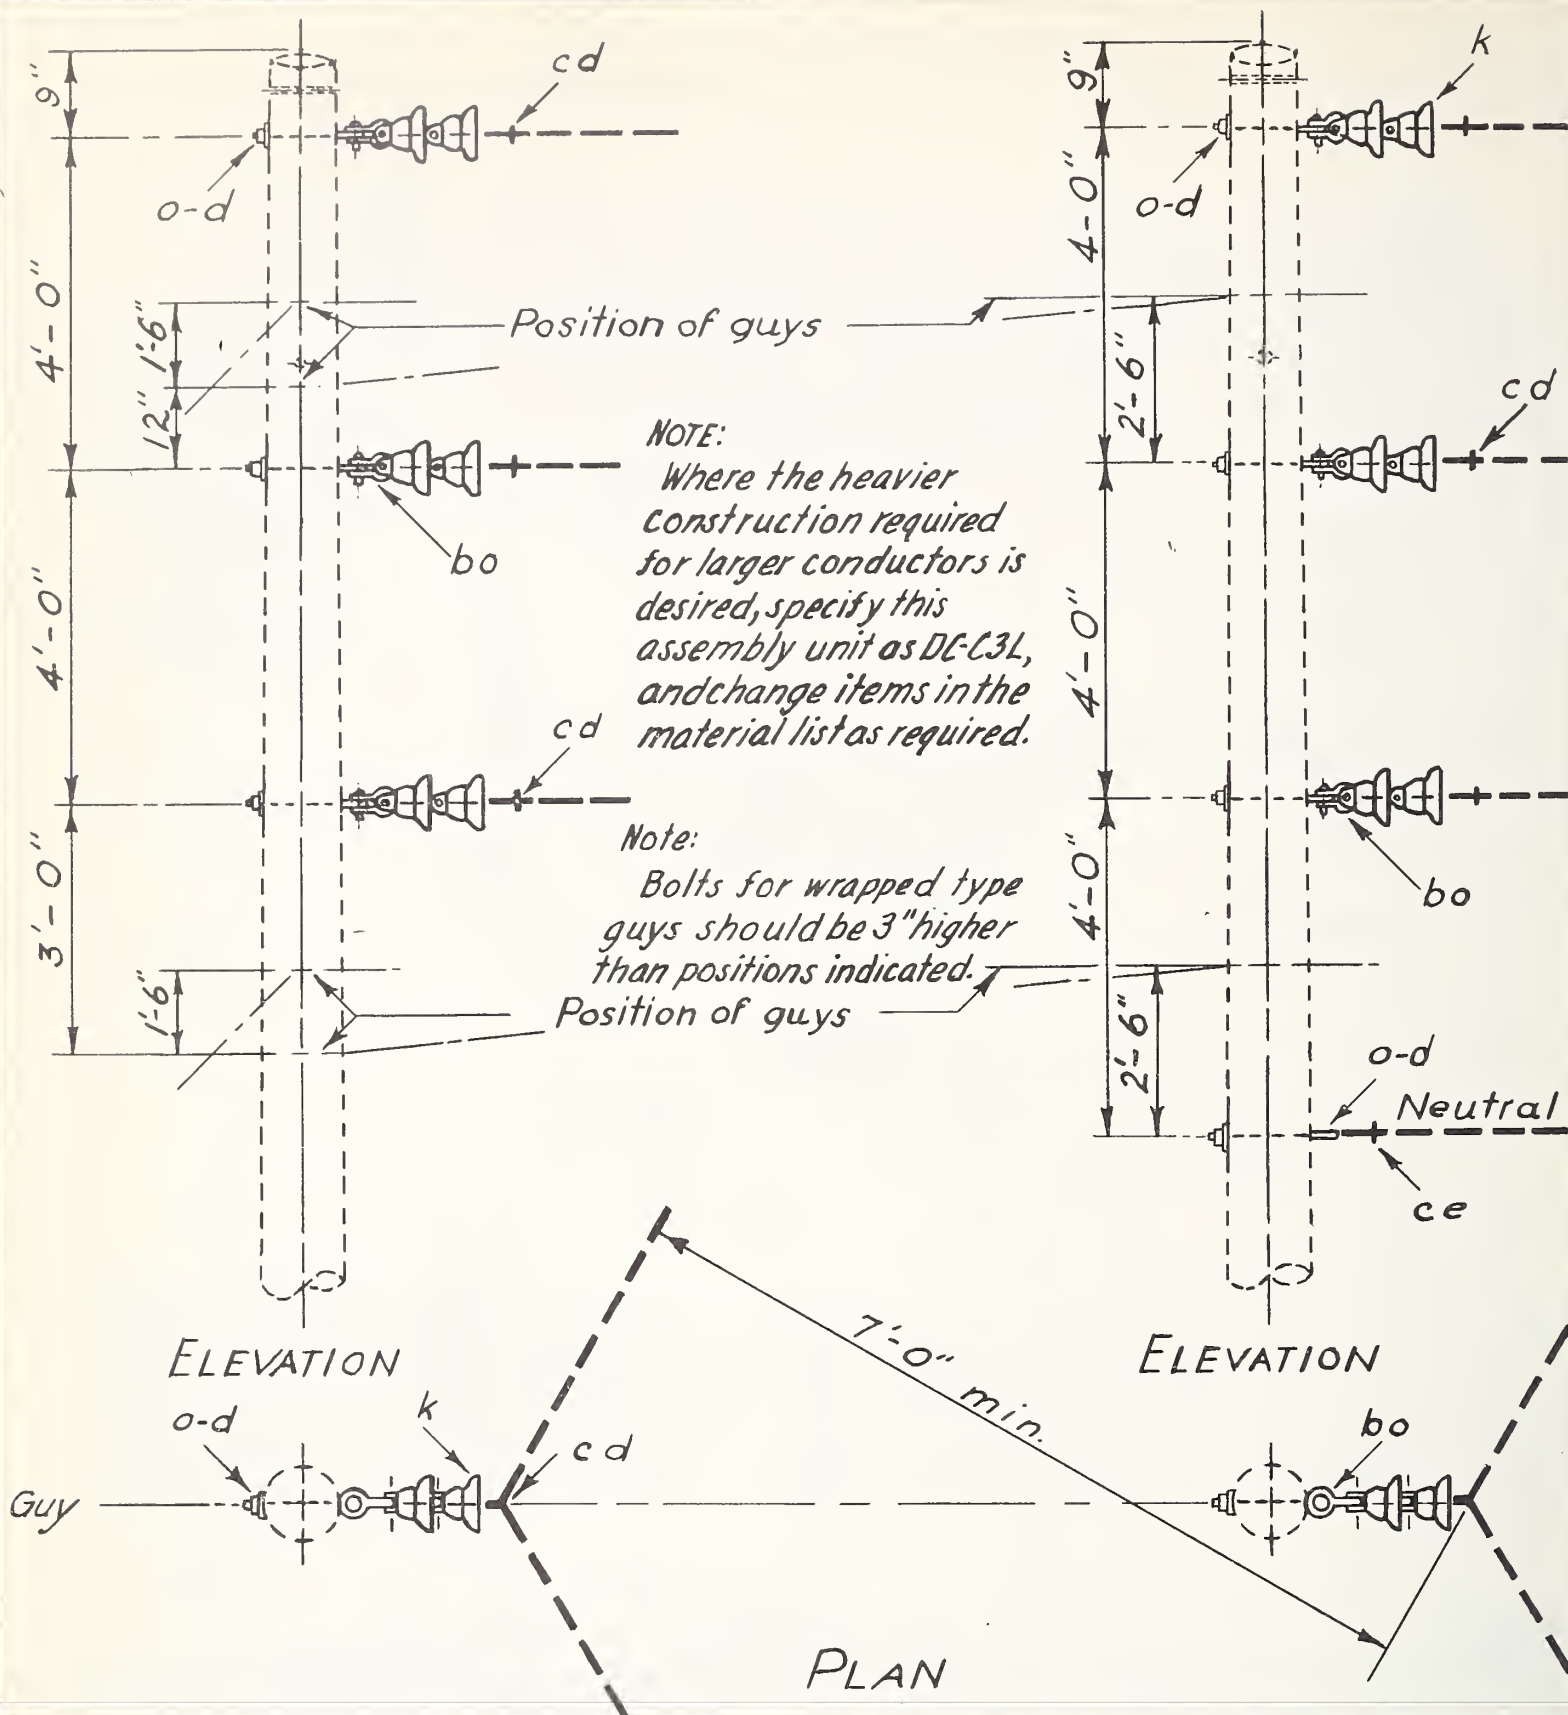 9"
cd
o-d
4'-0"
1'-6"
12"
Position of guys
bo
4'-0"
cd
3'-0"
1'-6"
Position of guys
ELEVATION
NOTE:
Where the heavier
construction required
for larger conductors is
desired, specify this
assembly unit as DC-C3L,
andchange items in the
material list as required.
Note:
Bolts for wrapped type
guys should be 3" higher
than positions indicated.
9"
k
o-d
4'-0"
2'-6"
cd
4'-0"
bo
4'-0"
2'-6"
o-d
Neutral
ce
ELEVATION
7'-0" min.
o-d
k
cd
bo
Guy
PLAN